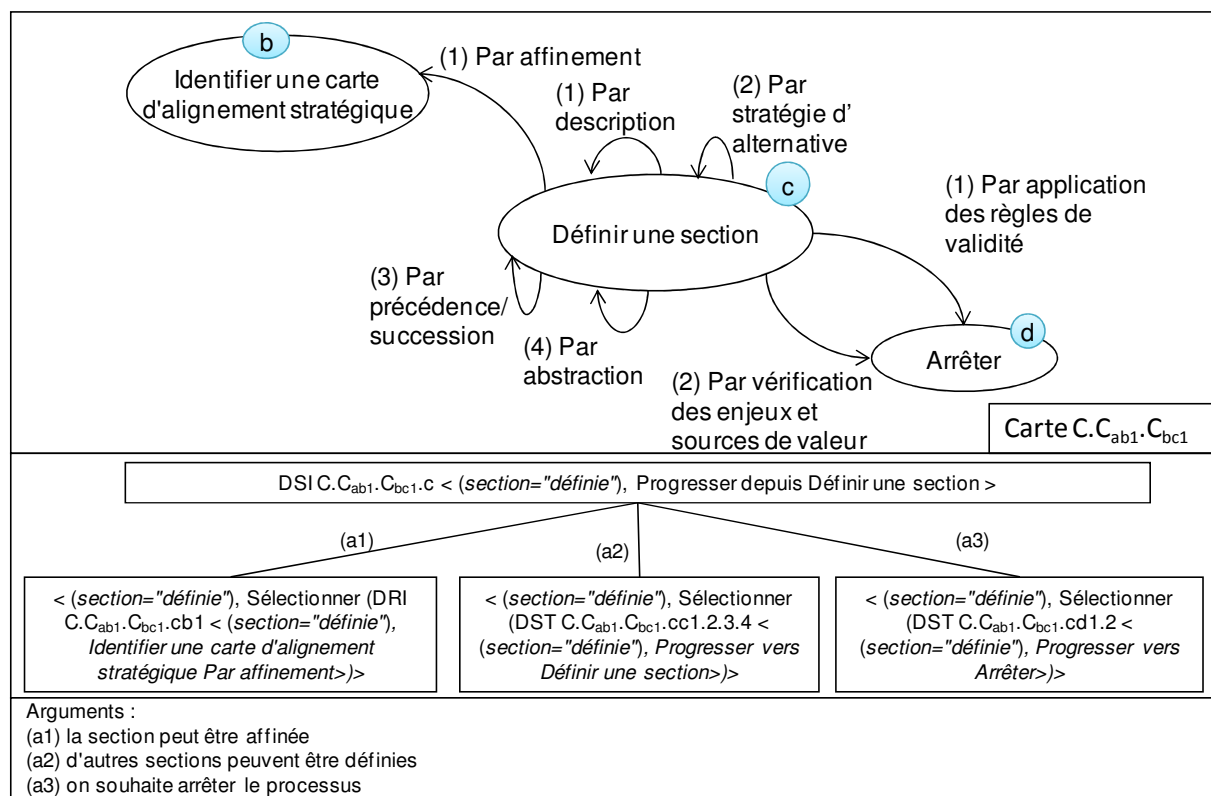 b
Identifier une carte
d'alignement stratégique
(1) Par affinement
(1) Par
description
(2) Par
stratégie d'
alternative
c
Définir une section
(1) Par application
des règles de
validité
(3) Par
précédence/
succession
(4) Par
abstraction
d
Arrêter
(2) Par vérification
des enjeux et
sources de valeur
Carte C.Cab1.Cbc1
DSI C.Cab1.Cbc1.c < (section="définie"), Progresser depuis Définir une section >
(a1)
(a2)
(a3)
< (section="définie"), Sélectionner (DRI
C.Cab1.Cbc1.cb1 < (section="définie"),
Identifier une carte d'alignement
stratégique Par affinement>)>
< (section="définie"), Sélectionner
(DST C.Cab1.Cbc1.cc1.2.3.4 <
(section="définie"), Progresser vers
Définir une section>)>
< (section="définie"), Sélectionner
(DST C.Cab1.Cbc1.cd1.2 <
(section="définie"), Progresser vers
Arrêter>)>
Arguments :
(a1) la section peut être affinée
(a2) d'autres sections peuvent être définies
(a3) on souhaite arrêter le processus